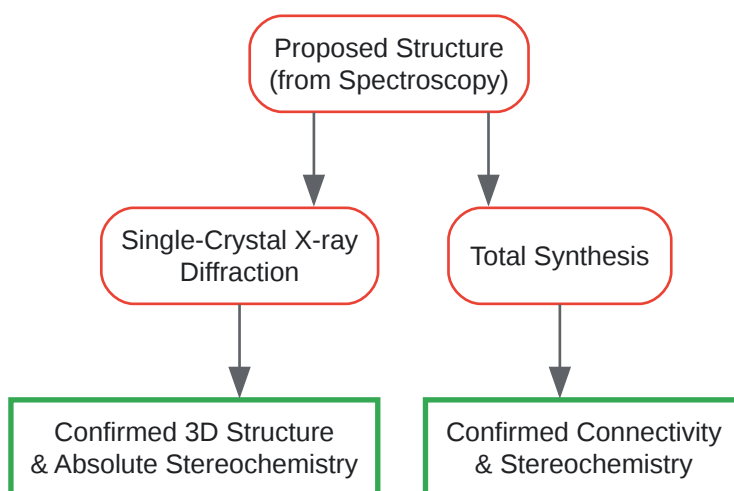 Proposed Structure
(from Spectroscopy)
Single-Crystal X-ray
Diffraction
Total Synthesis
Confirmed 3D Structure
& Absolute Stereochemistry
Confirmed Connectivity
& Stereochemistry